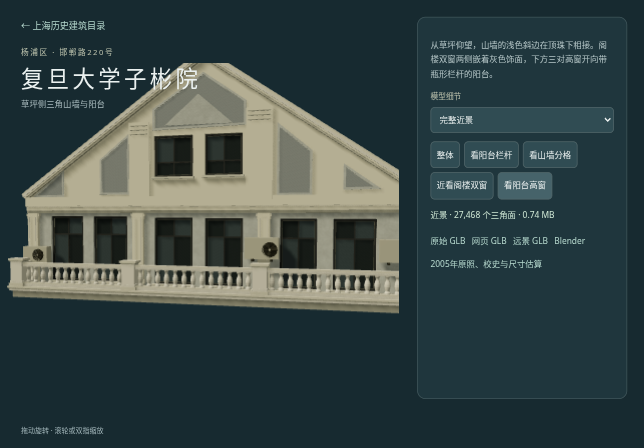 ← 上海历史建筑目录
杨浦区 · 邯郸路220号
复旦大学子彬院
草坪侧三角山墙与阳台
从草坪仰望，山墙的浅色斜边在顶珠下相接。阁
楼双窗两侧嵌着灰色饰面，下方三对高窗开向带
瓶形栏杆的阳台。
模型细节
完整近景
整体 看阳台栏杆 看山墙分格
近看阁楼双窗 看阳台高窗
近景 · 27,468 个三角面 · 0.74 MB
原始 GLB 网页 GLB 远景 GLB Blender
2005年原照、校史与尺寸估算
拖动旋转 · 滚轮或双指缩放